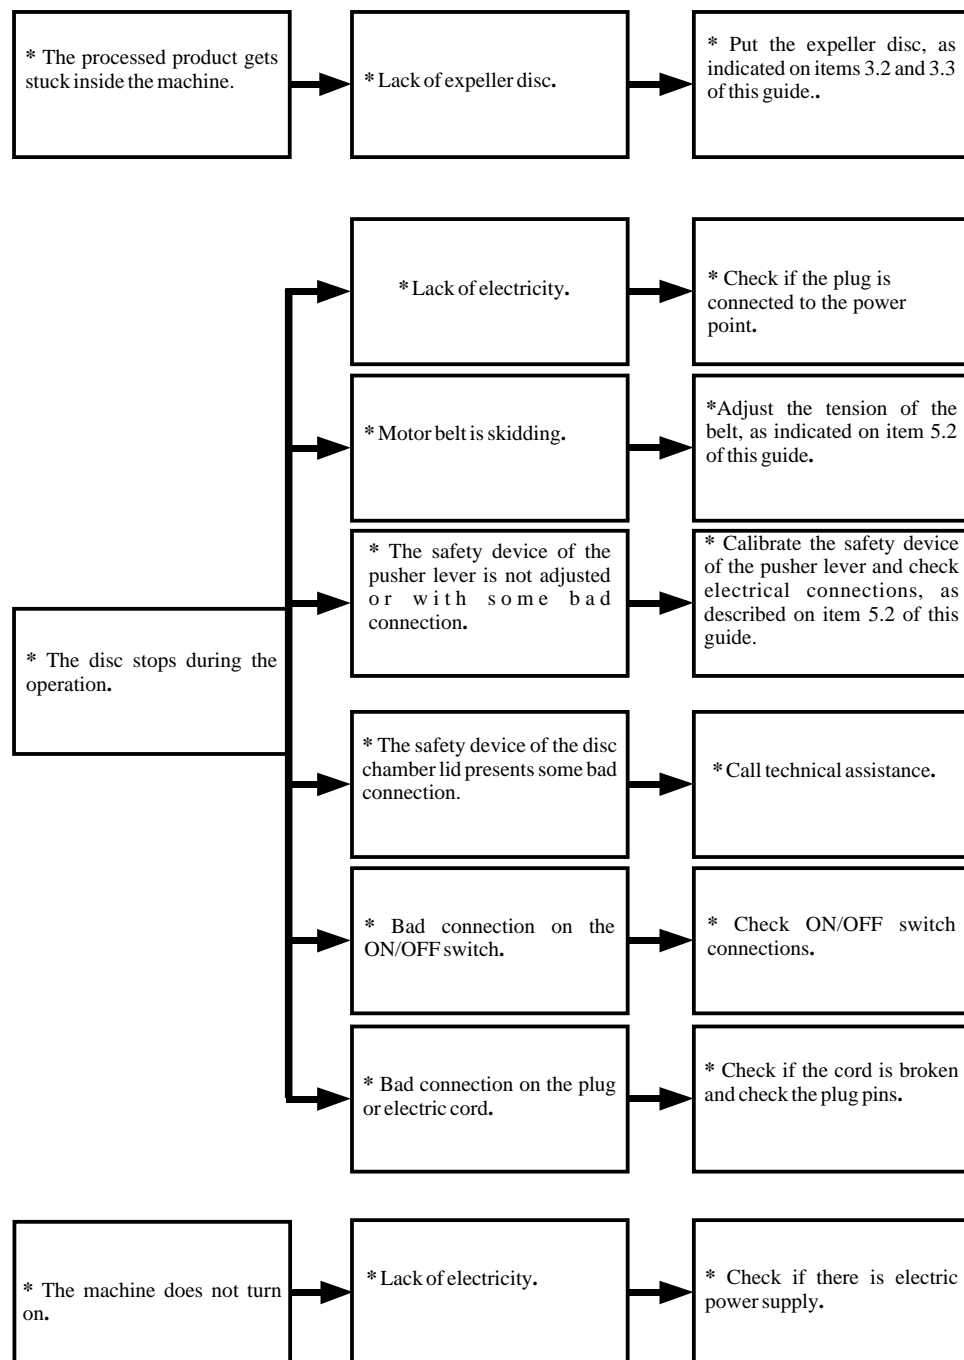 * The processed product gets
stuck inside the machine.
* Lack of expeller disc.
* Put the expeller disc, as
indicated on items 3.2 and 3.3
of this guide..
* The disc stops during the
operation.
* Lack of electricity.
* Check if the plug is
connected to the power
point.
* Motor belt is skidding.
*Adjust the tension of the
belt, as indicated on item 5.2
of this guide.
* The safety device of the
pusher lever is not adjusted
or with some bad
connection.
* Calibrate the safety device
of the pusher lever and check
electrical connections, as
described on item 5.2 of this
guide.
* The safety device of the disc
chamber lid presents some bad
connection.
* Call technical assistance.
* Bad connection on the
ON/OFF switch.
* Check ON/OFF switch
connections.
* Bad connection on the plug
or electric cord.
* Check if the cord is broken
and check the plug pins.
* The machine does not turn
on.
* Lack of electricity.
* Check if there is electric
power supply.